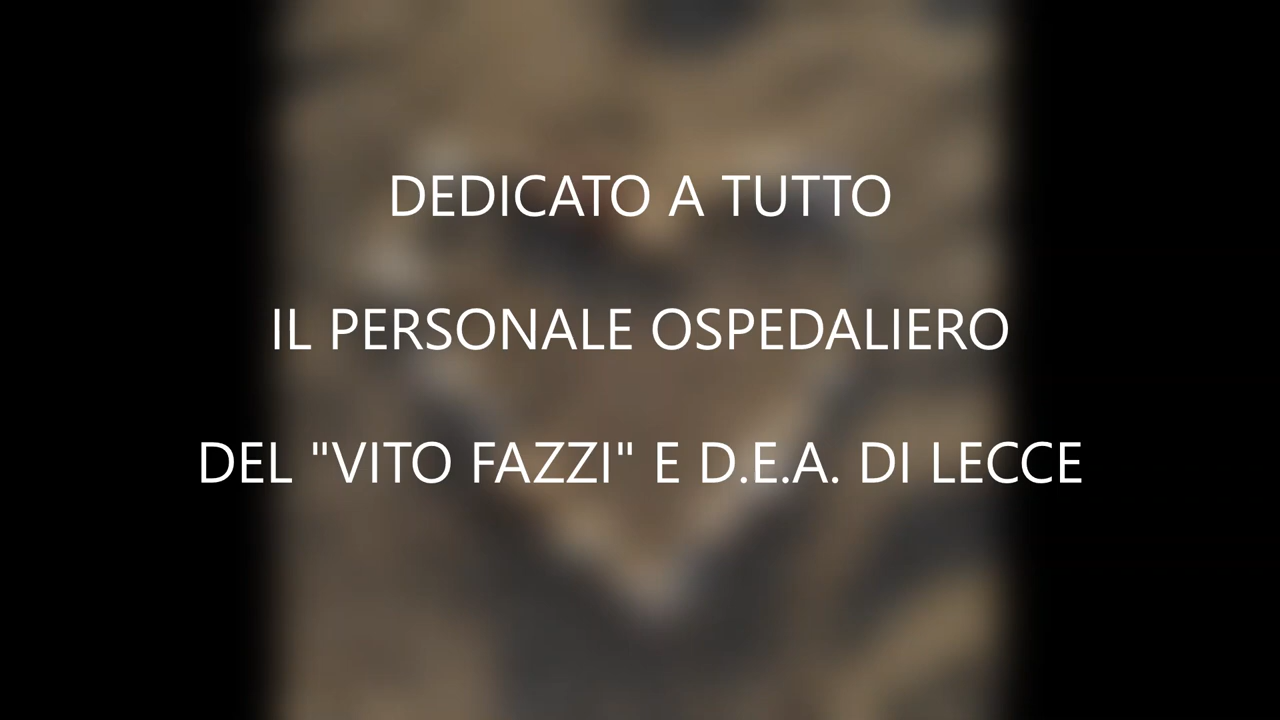 DEDICATO A TUTTO
IL PERSONALE OSPEDALIERO
DEL "VITO FAZZI" E D.E.A. DI LECCE